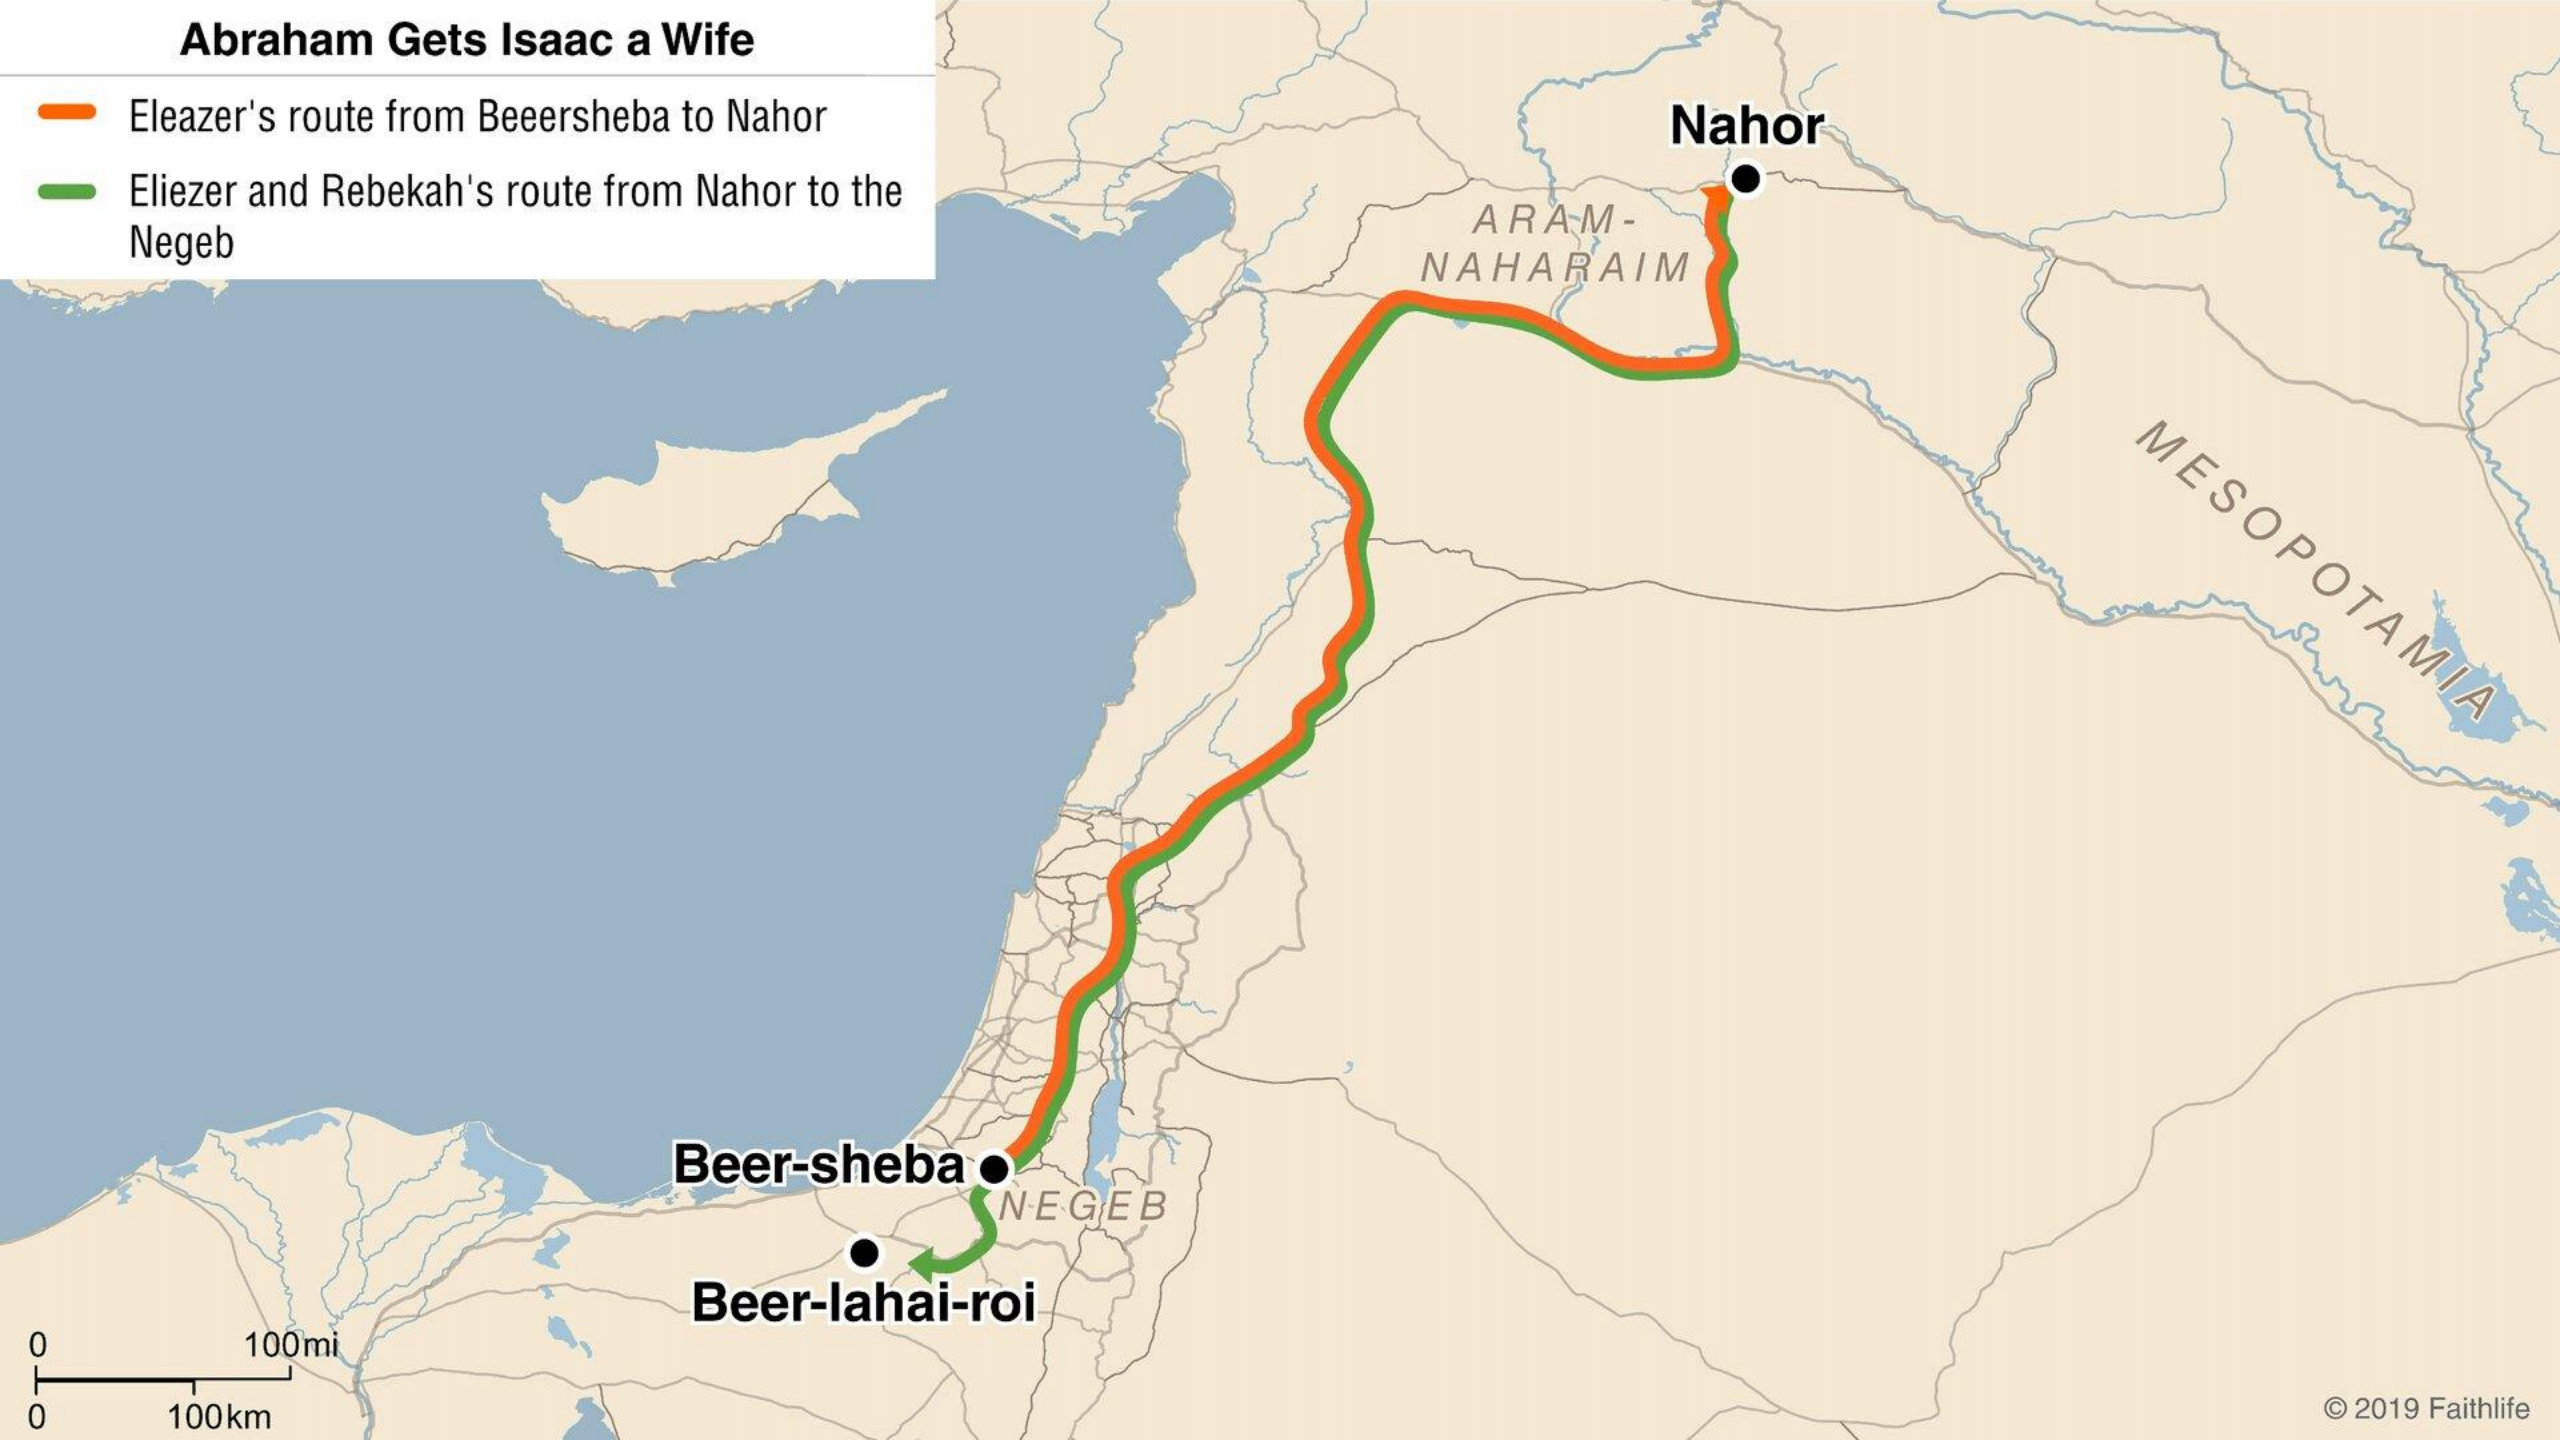 Abraham Gets Isaac a Wife
Eleazer's route from Beeersheba to Nahor
Eliezer and Rebekah's route from Nahor to the
Negeb
Nahor
ARAM-
NAHARAIM
MESOPOTAMIA
Beer-sheba
NEGEB
Beer-lahai-roi
0 100mi
0 100km
© 2019 Faithlife